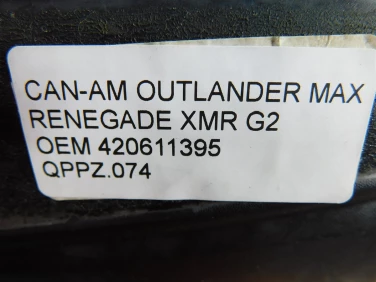 CAN-AM OUTLANDER MAX
RENEGADE XMR G2
OEM 420611395
QPPZ.074